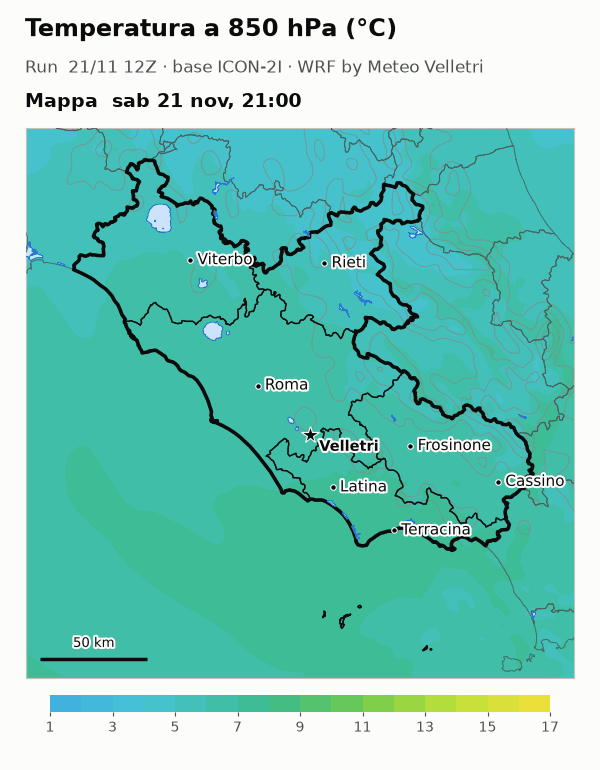 Temperatura a 850 hPa (°C)
Run  21/11 12Z · base ICON-2I · WRF by Meteo Velletri
Mappa  sab 21 nov, 21:00
Viterbo
Rieti
Roma
Velletri
Frosinone
Cassino
Latina
Terracina
50 km
1 3 5 7 9 11 13 15 17